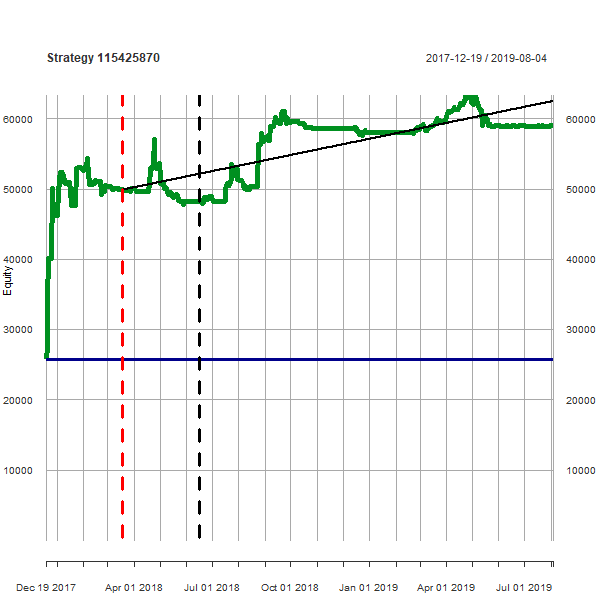 Strategy 115425870
2017-12-19 / 2019-08-04
60000
60000
50000
50000
40000
40000
Equity
30000
30000
20000
20000
10000
10000
Dec 19 2017
Apr 01 2018
Jul 01 2018
Oct 01 2018
Jan 01 2019
Apr 01 2019
Jul 01 2019